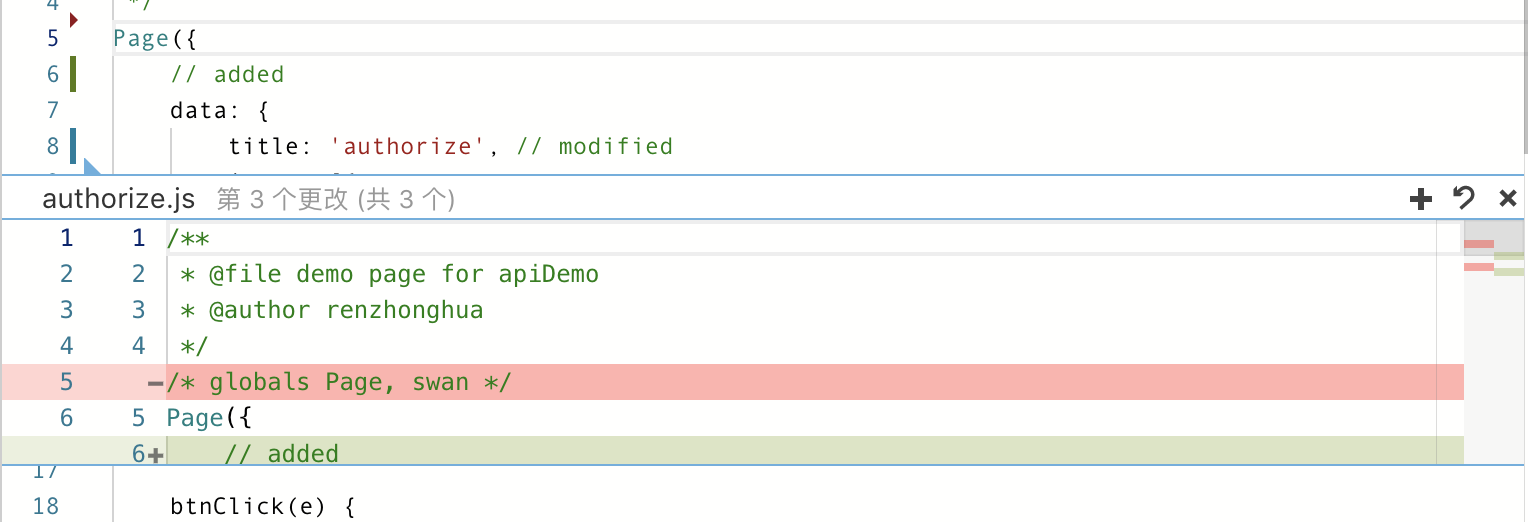 4 */
5 Page({
6 // added
7 data: {
8 title: 'authorize', // modified
authorize.js 第 3 个更改 (共 3 个)
1 1 /**
2 2 * @file demo page for apiDemo
3 3 * @author renzhonghua
4 4 */
5 −/* globals Page, swan */
6 5 Page({
6+ // added
17
18 btnClick(e) {